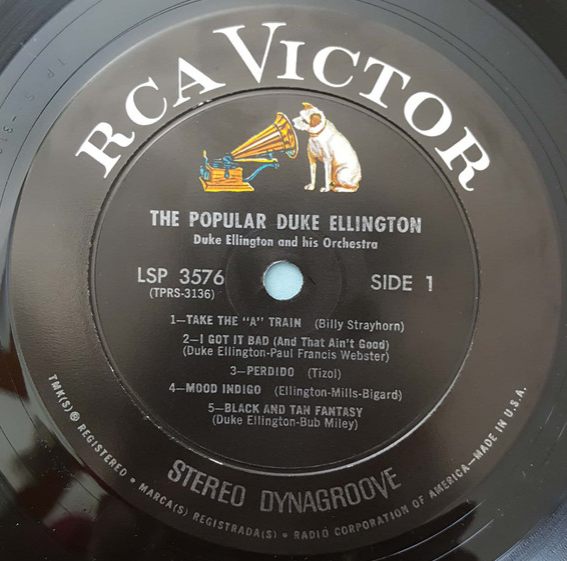 RCA VICTOR
THE POPULAR DUKE ELLINGTON
Duke Ellington and his Orchestra
LSP 3576
(TPRS-3136)
SIDE 1
1—TAKE THE "A" TRAIN (Billy Strayhorn)
2—I GOT IT BAD (And That Ain't Good)
(Duke Ellington-Paul Francis Webster)
3—PERDIDO (Tizol)
4—MOOD INDIGO (Ellington-Mills-Bigard)
5—BLACK AND TAN FANTASY
(Duke Ellington-Bub Miley)
STEREO DYNAGROOVE
TMK(S) ® REGISTERED • MARCA(S) REGISTRADA(S) • RADIO CORPORATION OF AMERICA—MADE IN U.S.A.